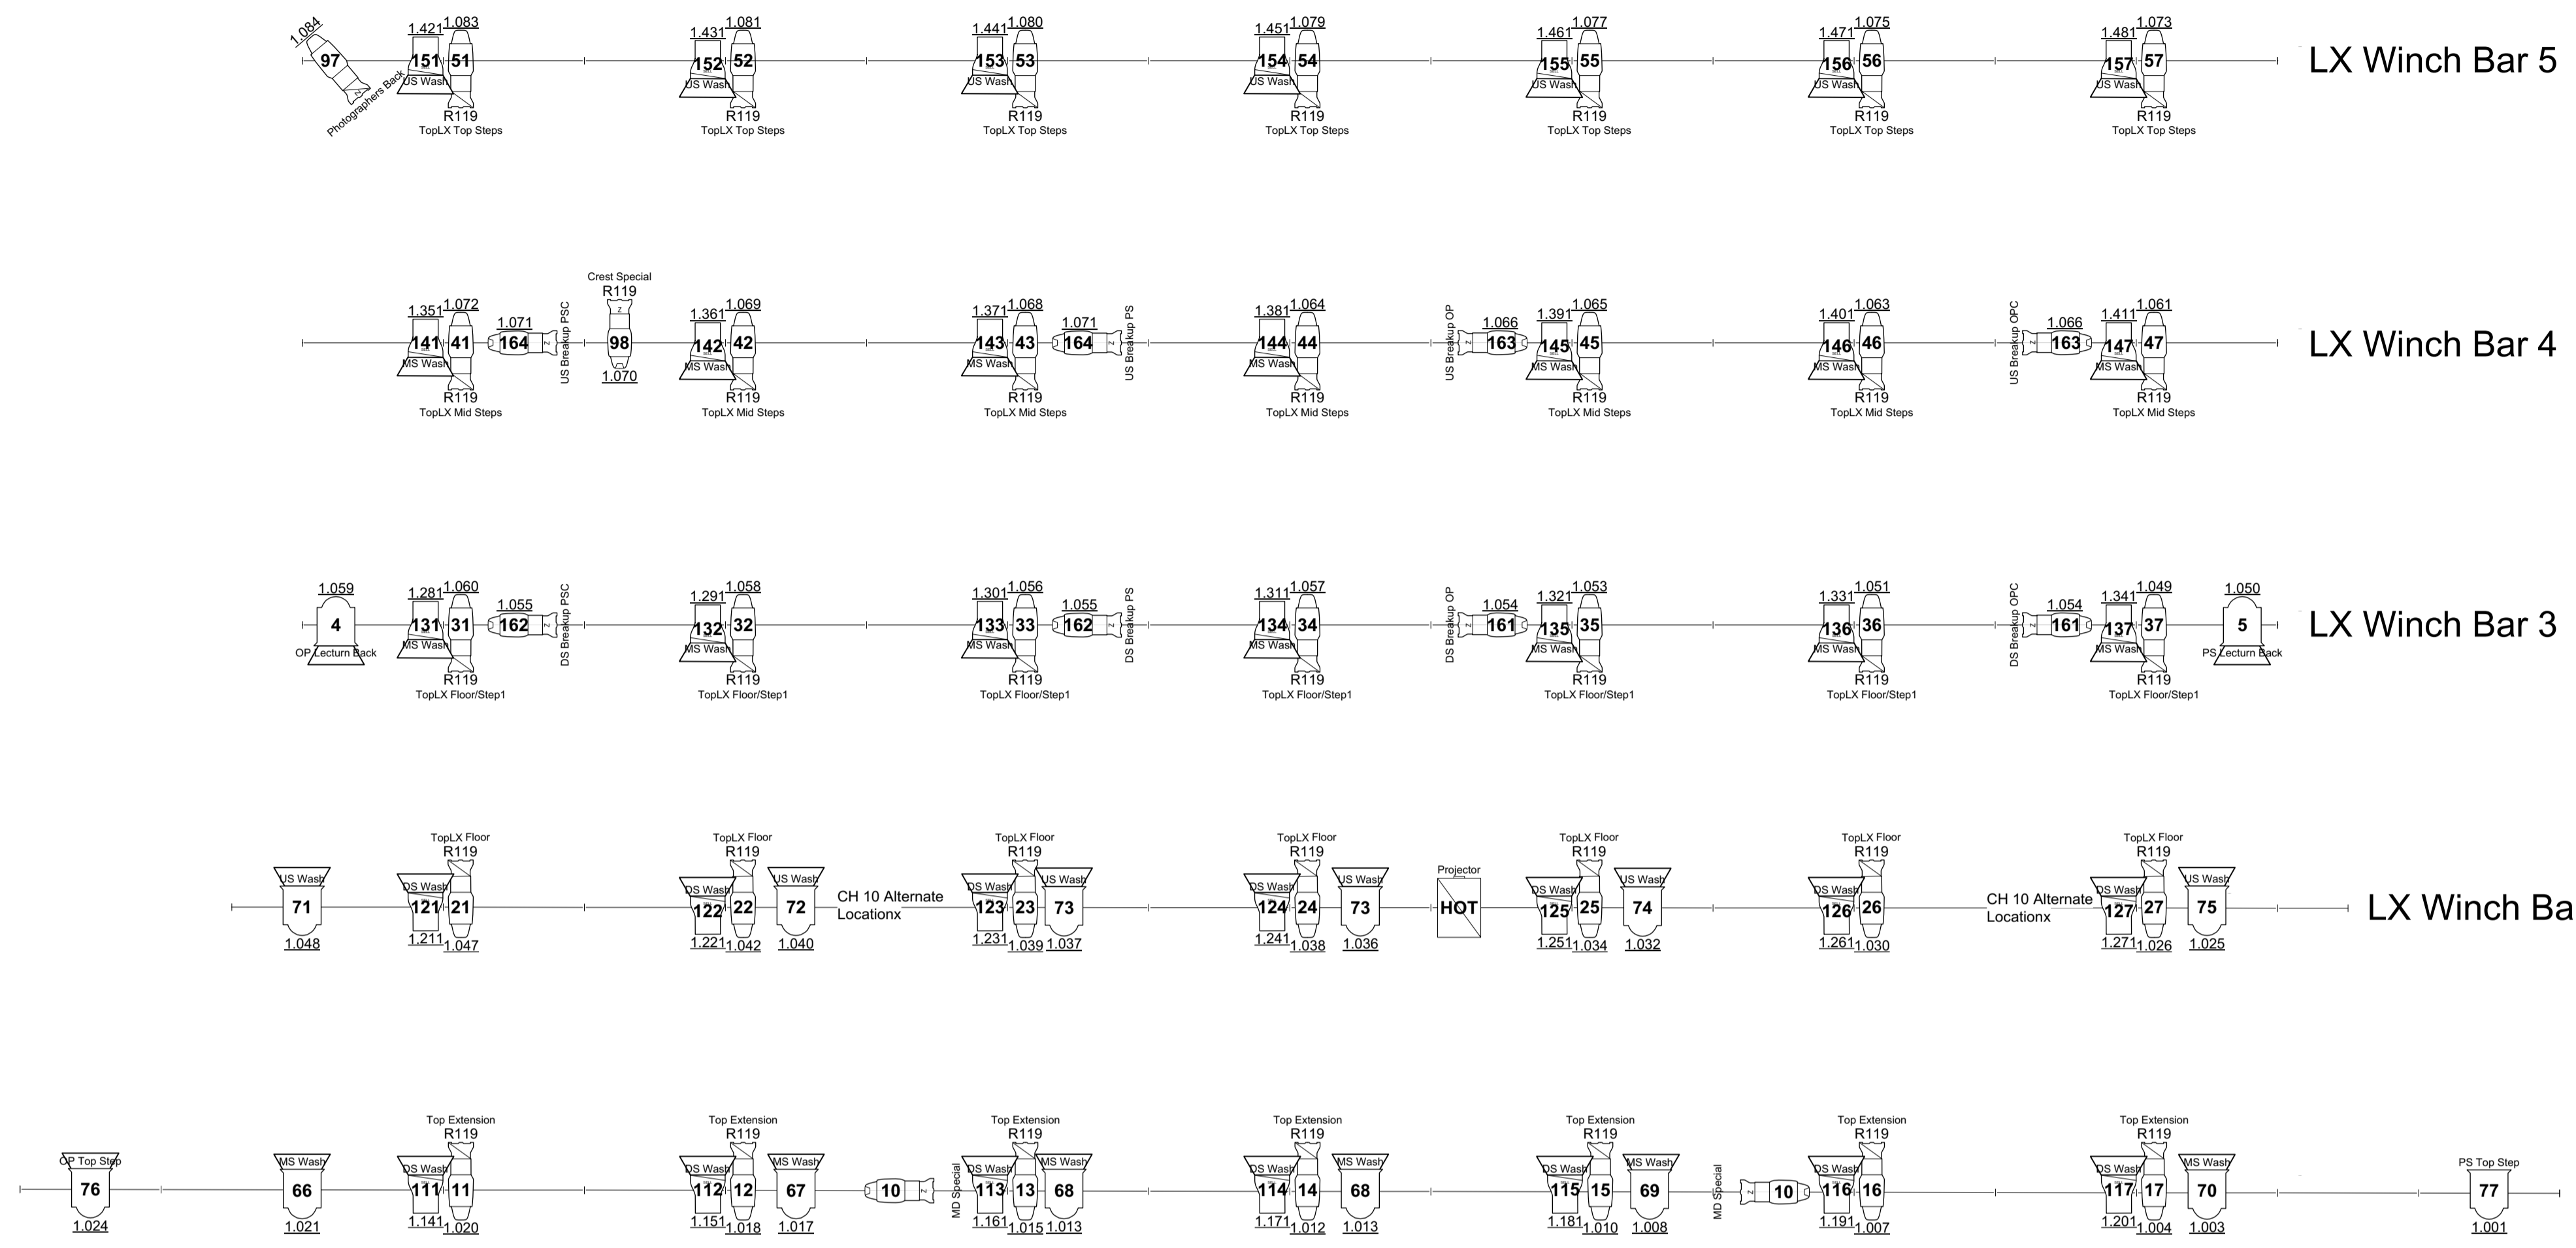 1.084 1.421 1.083 1.431 1.081 1.441 1.080 1.451 1.079 1.461 1.077 1.471 1.075 1.481 1.073
97 151 51 152 52 153 53 154 54 155 55 156 56 157 57 LX Winch Bar 5
Photographers Back US Wash US Wash US Wash US Wash US Wash US Wash US Wash
R119 R119 R119 R119 R119 R119 R119
TopLX Top Steps TopLX Top Steps TopLX Top Steps TopLX Top Steps TopLX Top Steps TopLX Top Steps TopLX Top Steps
Crest Special
R119
1.351 1.072 1.361 1.069 1.371 1.068 1.381 1.064 1.391 1.065 1.401 1.063 1.411 1.061
1.071 1.071 1.066 1.066
141 41 164 US Breakup PSC 98 142 42 143 43 164 US Breakup PS 144 44 US Breakup OP 163 145 45 146 46 US Breakup OPC 163 147 47 LX Winch Bar 4
MS Wash MS Wash MS Wash MS Wash MS Wash MS Wash MS Wash
1.070
R119 R119 R119 R119 R119 R119 R119
TopLX Mid Steps TopLX Mid Steps TopLX Mid Steps TopLX Mid Steps TopLX Mid Steps TopLX Mid Steps TopLX Mid Steps
1.059 1.281 1.060 1.291 1.058 1.301 1.056 1.311 1.057 1.321 1.053 1.331 1.051 1.341 1.049 1.050
1.055 1.055 1.054 1.054
4 131 31 162 DS Breakup PSC 132 32 133 33 162 DS Breakup PS 134 34 DS Breakup OP 161 135 35 136 36 DS Breakup OPC 161 137 37 5 LX Winch Bar 3
OP Lecturn Back MS Wash MS Wash MS Wash MS Wash MS Wash MS Wash MS Wash PS Lecturn Back
R119 R119 R119 R119 R119 R119 R119
TopLX Floor/Step1 TopLX Floor/Step1 TopLX Floor/Step1 TopLX Floor/Step1 TopLX Floor/Step1 TopLX Floor/Step1 TopLX Floor/Step1
TopLX Floor TopLX Floor TopLX Floor TopLX Floor TopLX Floor TopLX Floor TopLX Floor
R119 R119 R119 R119 R119 R119 R119
Projector
US Wash DS Wash DS Wash US Wash DS Wash US Wash DS Wash US Wash DS Wash US Wash DS Wash DS Wash US Wash
CH 10 Alternate CH 10 Alternate
Locationx Locationx
71 121 21 122 22 72 123 23 73 124 24 73 HOT 125 25 74 126 26 127 27 75 LX Winch Ba
1.048 1.211 1.047 1.221 1.042 1.040 1.231 1.039 1.037 1.241 1.038 1.036 1.251 1.034 1.032 1.261 1.030 1.271 1.026 1.025
Top Extension Top Extension Top Extension Top Extension Top Extension Top Extension Top Extension
R119 R119 R119 R119 R119 R119 R119
OP Top Step MS Wash DS Wash DS Wash MS Wash DS Wash MS Wash DS Wash MS Wash DS Wash MS Wash DS Wash DS Wash MS Wash PS Top Step
76 66 111 11 112 12 67 10 MD Special 113 13 68 114 14 68 115 15 69 MD Special 10 116 16 117 17 70 77
1.024 1.021 1.141 1.020 1.151 1.018 1.017 1.161 1.015 1.013 1.171 1.012 1.013 1.181 1.010 1.008 1.191 1.007 1.201 1.004 1.003 1.001